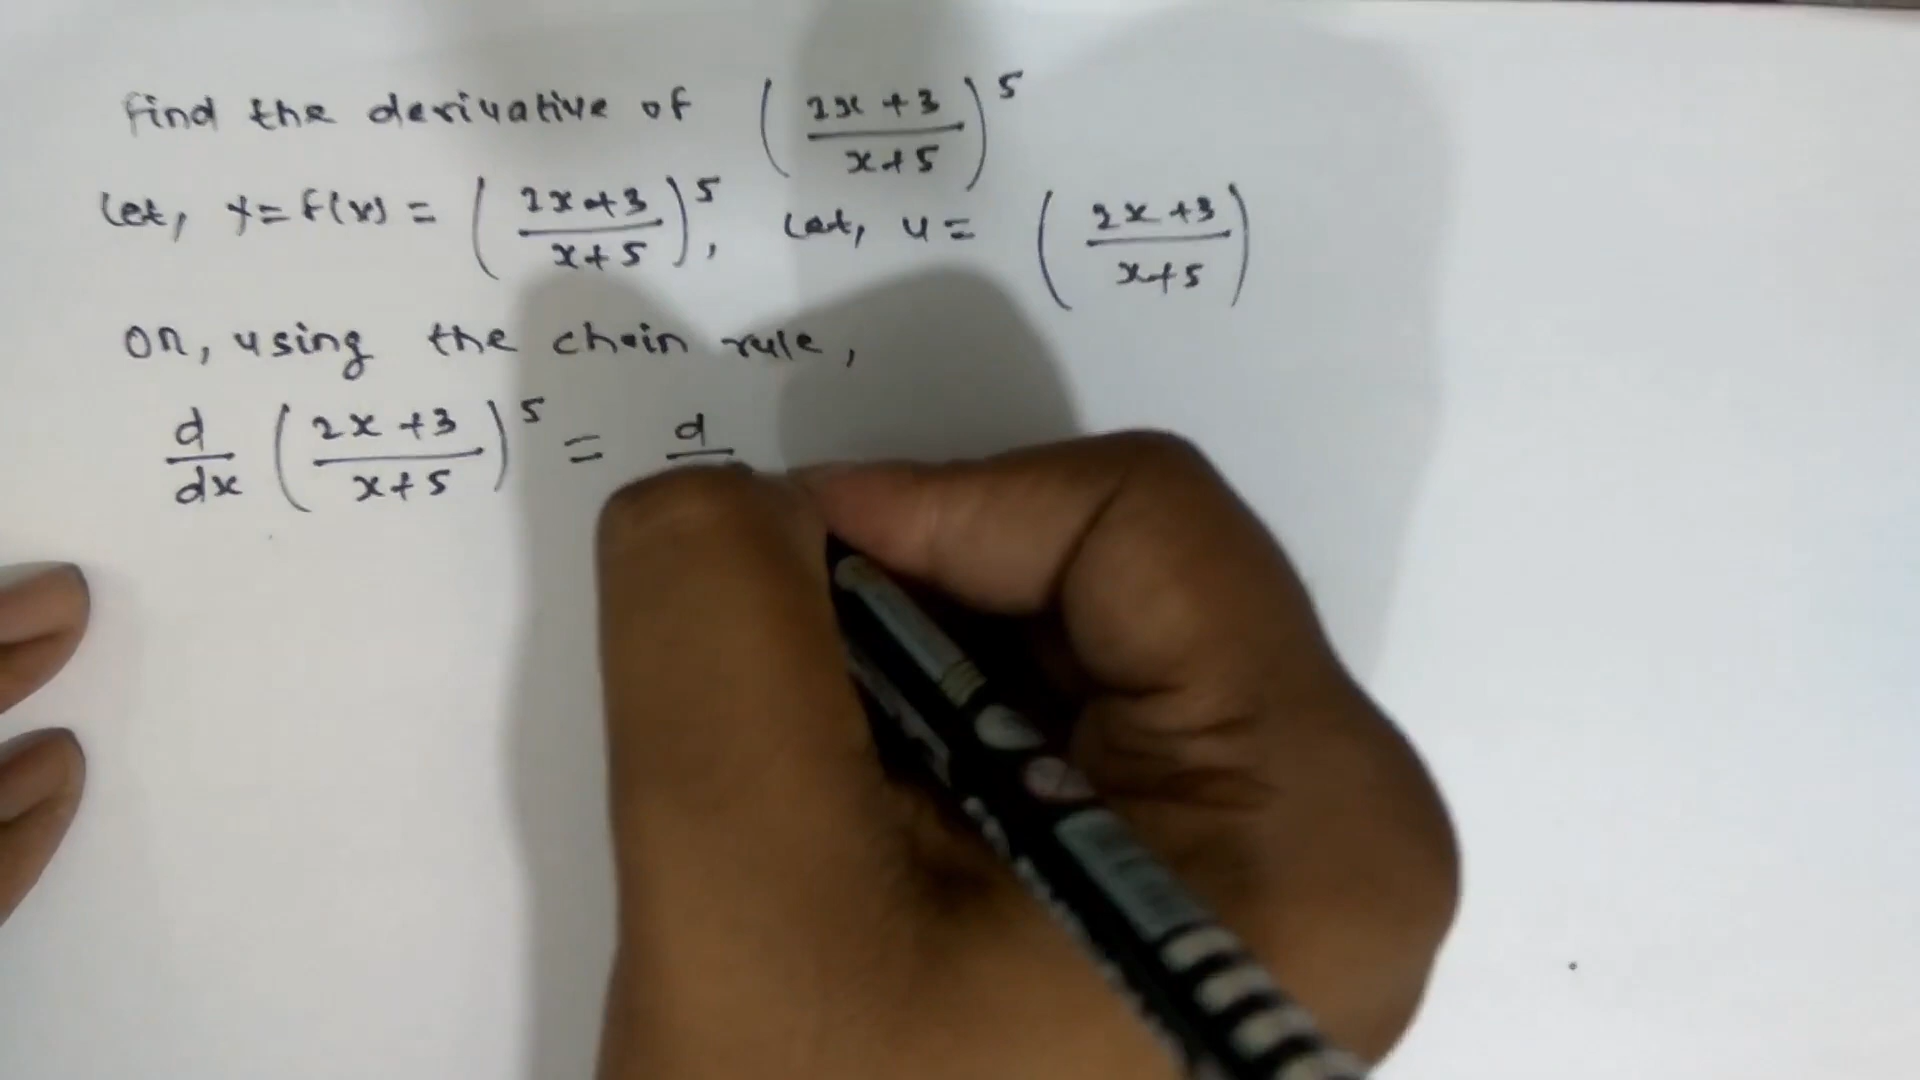 Find the derivative of (2x+3/x+5)^5
Let, y=f(x) = (2x+3/x+5)^5, Let, u = (2x+3/x+5)
on, using the chain rule,
d/dx (2x+3/x+5)^5 = d